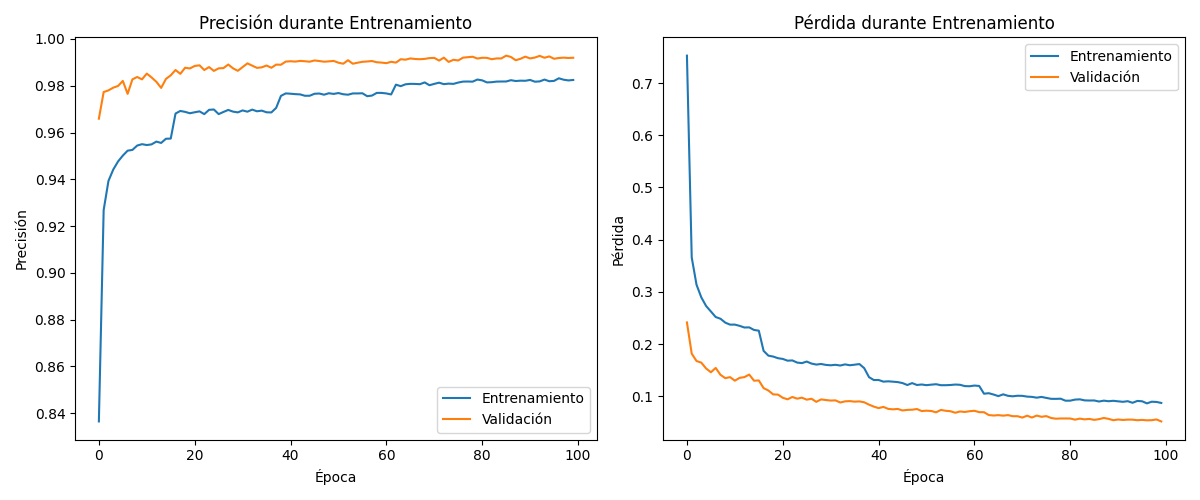 Precisión durante Entrenamiento
1.00
0.98
0.96
0.94
0.92
0.90
0.88
0.86
0.84
Precisión
0 20 40 60 80 100
Época
Entrenamiento
Validación
Pérdida durante Entrenamiento
0.7
0.6
0.5
0.4
0.3
0.2
0.1
Pérdida
0 20 40 60 80 100
Época
Entrenamiento
Validación